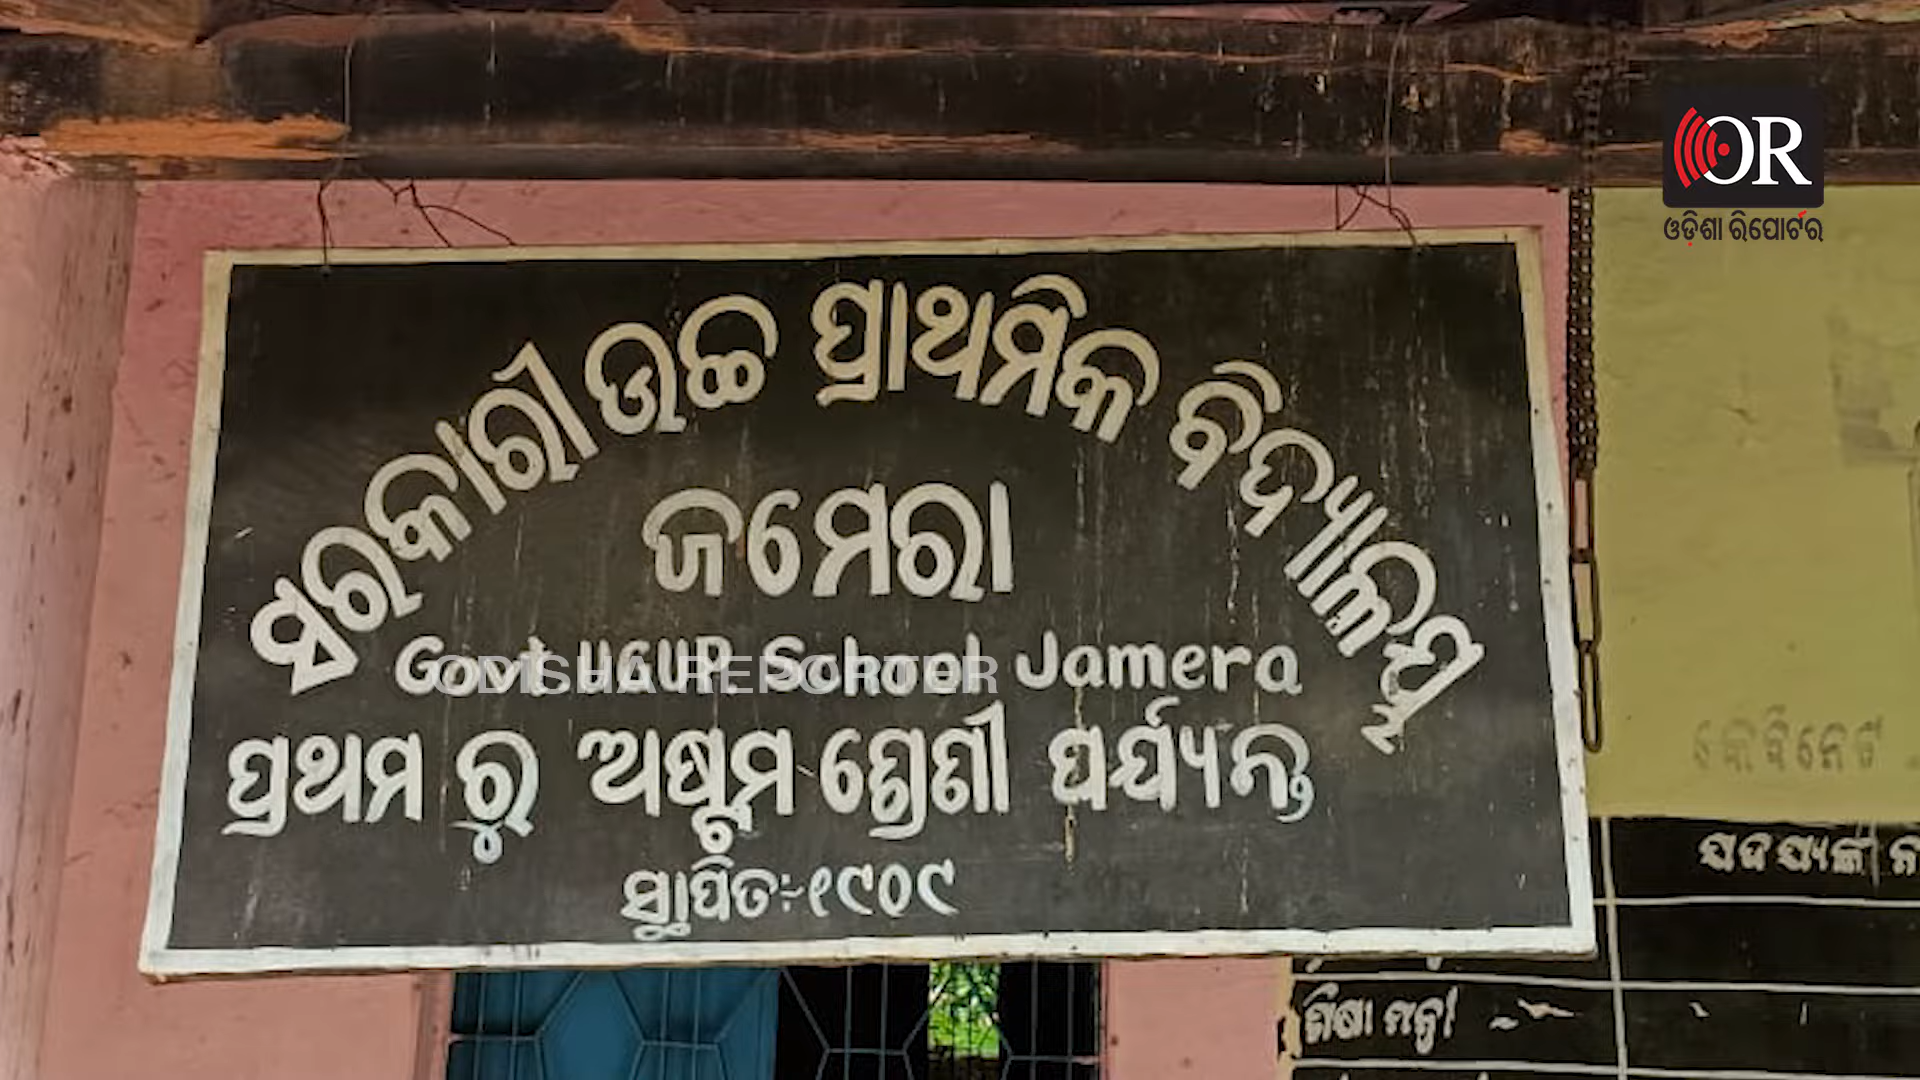 OR
ଓଡ଼ିଶା ରିପୋର୍ଟର
ସରକାରୀ ଉଚ୍ଚ ପ୍ରାଥମିକ ବିଦ୍ୟାଳୟ
ଜମେରା
Govt U.G.U.P. School Jamera
ODISHA REPORTER
ପ୍ରଥମ ରୁ ଅଷ୍ଟମ ଶ୍ରେଣୀ ପର୍ଯ୍ୟନ୍ତ
ସ୍ଥାପିତ:-୧୯୦୯
କେବିନେଟ
ଶିକ୍ଷା ମନ୍ତ୍ରୀ